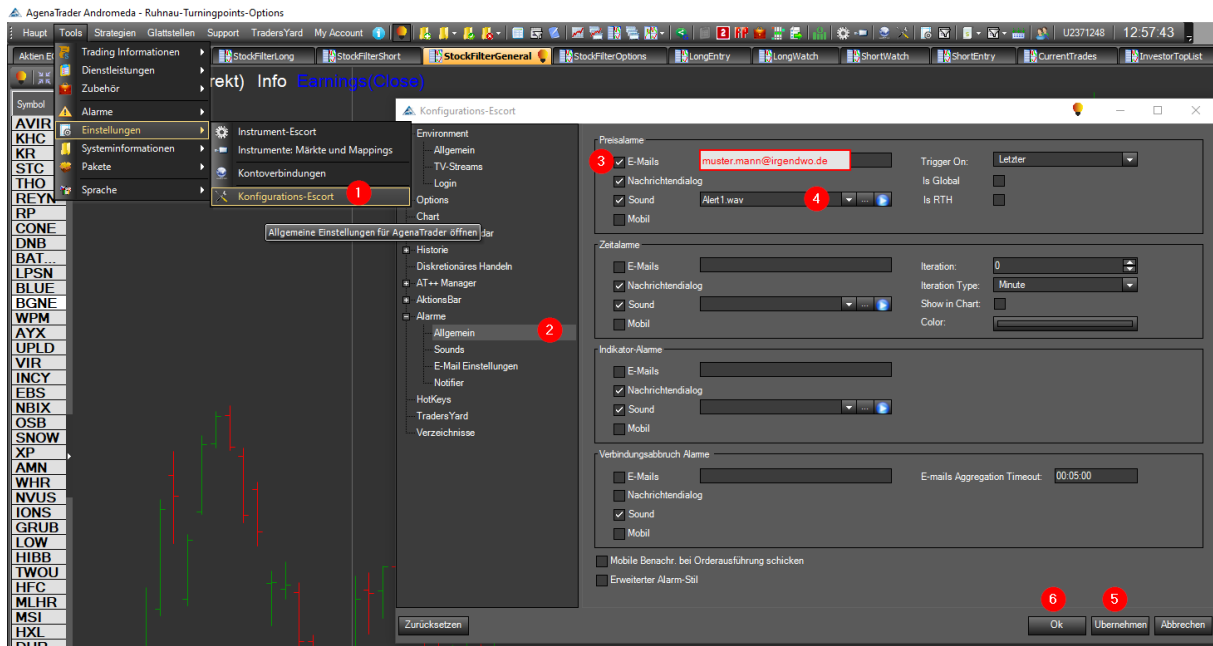 AgenaTrader Andromeda - Ruhnau-Turningpoints-Options
Haupt Tools Strategien Glattstellen Support TradersYard My Account U2371248 12:57:43
StockFilterLong StockFilterShort StockFilterGeneral StockFilterOptions LongEntry LongWatch ShortWatch ShortEntry CurrentTrades InvestorTopList
Trading Informationen
Dienstleistungen
Zubehör
Alarme
Einstellungen
Systeminformationen
Pakete
Sprache
Instrument-Escort
Instrumente: Märkte und Mappings
Kontoverbindungen
Konfigurations-Escort 1
Allgemeine Einstellungen für AgenaTrader öffnen
Info Earnings(Close)
Symbol
AVIR
KHC
KR
STC
THO
REYN
RP
CONE
DNB
BAT...
LPSN
BLUE
BGNE
WPM
AYX
UPLD
VIR
INCY
EBS
NBIX
OSB
SNOW
XP
AMN
WHR
NVUS
IONS
GRUB
LOW
HIBB
TWOU
HFC
MLHR
MSI
HXL
Konfigurations-Escort
Environment
Allgemein
TV-Streams
Login
Options
Chart
Historie
Diskretionäres Handeln
AT++ Manager
AktionsBar
Alarme
Allgemein 2
Sounds
E-Mail Einstellungen
Notifier
HotKeys
TradersYard
Verzeichnisse
Preisalarme
3 E-Mails muster.mann@irgendwo.de Trigger On: Letzter
Nachrichtendialog Is Global
Sound Alert1.wav 4 ... Is RTH
Mobil
Zeitalarme
E-Mails Iteration: 0
Nachrichtendialog Iteration Type: Minute
Sound ... Show in Chart:
Mobil Color:
Indikator-Alarme
E-Mails
Nachrichtendialog
Sound ...
Mobil
Verbindungsabbruch Alarme
E-Mails E-mails Aggregation Timeout: 00:05:00
Nachrichtendialog
Sound
Mobil
Mobile Benachr. bei Orderausführung schicken
Erweiterter Alarm-Stil
6 5
Zurücksetzen Ok Übernehmen Abbrechen